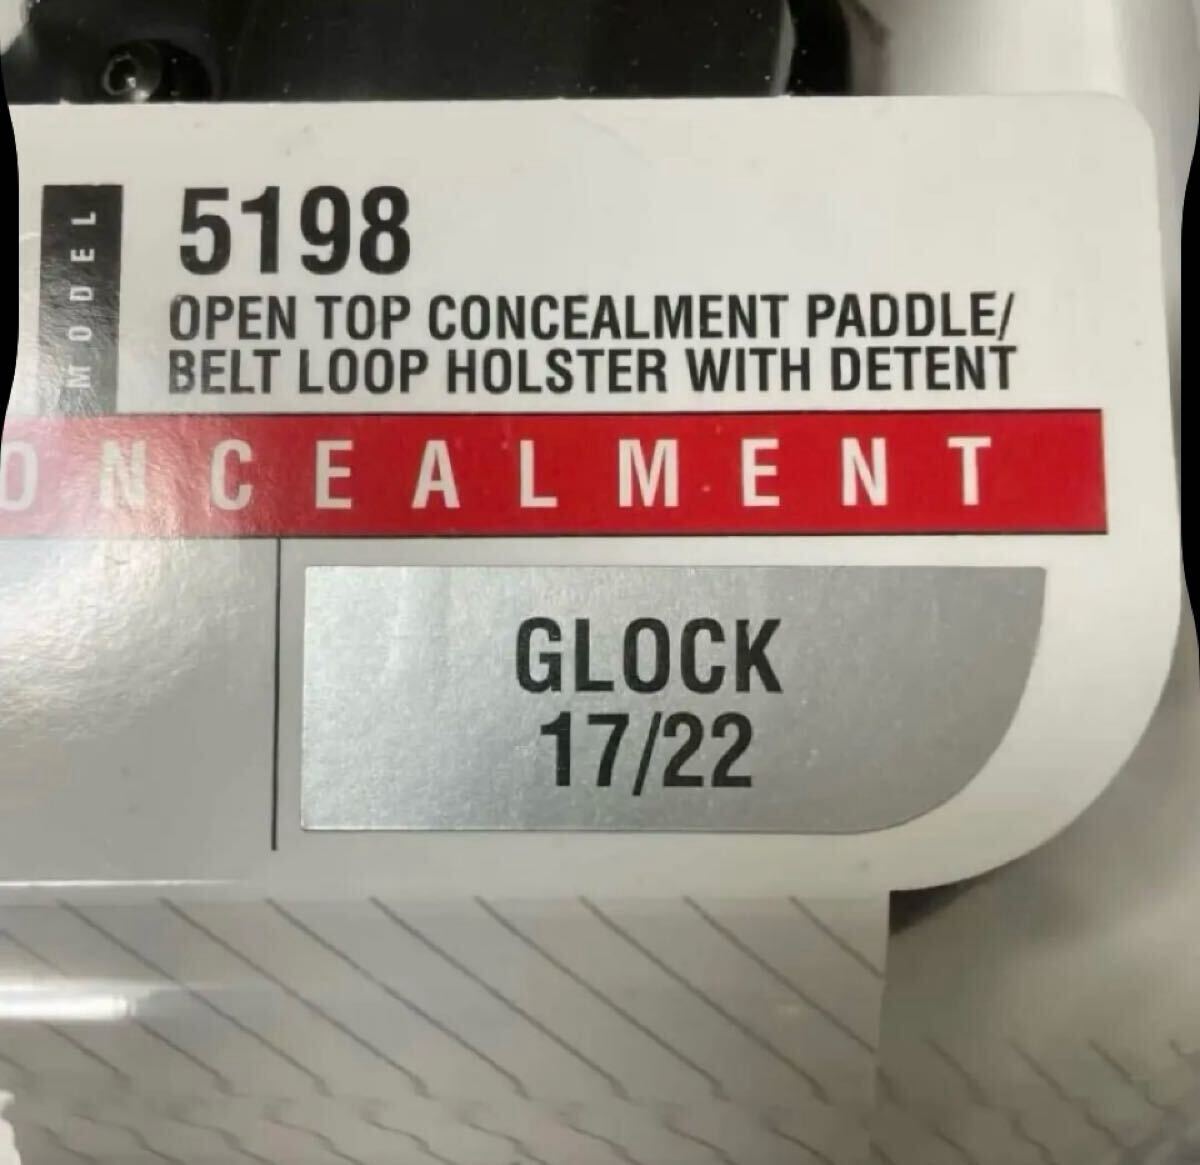 MODEL
5198
OPEN TOP CONCEALMENT PADDLE/
BELT LOOP HOLSTER WITH DETENT
ONCEALMENT
GLOCK
17/22